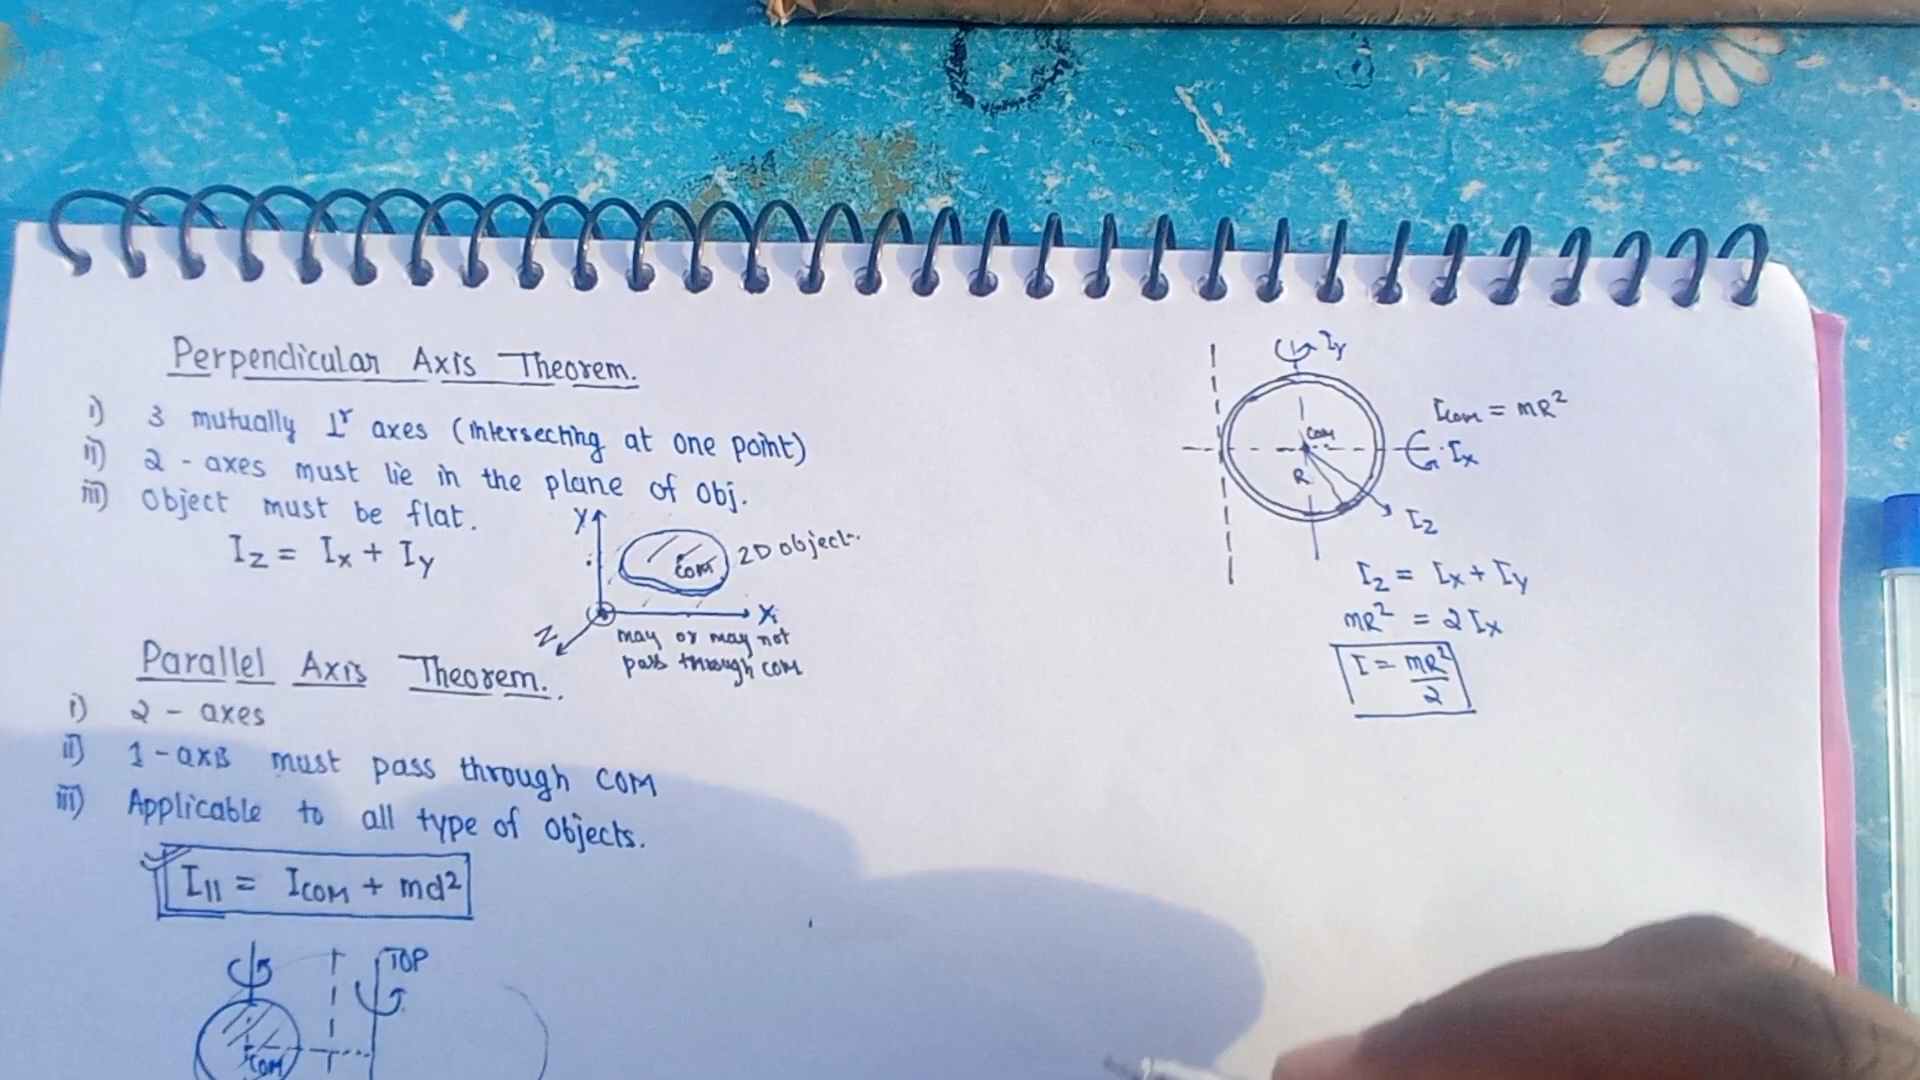 Perpendicular Axis Theorem.
i) 3 mutually ⊥r axes (intersecting at one point)
ii) 2 - axes must lie in the plane of obj.
iii) Object must be flat.
Iz = Ix + Iy
Y
COM
2D object.
X
Z
may or may not
pass through COM
Parallel Axis Theorem.
i) 2 - axes
ii) 1 - axis must pass through COM
iii) Applicable to all type of objects.
I|| = ICOM + md²
TOP
COM
Iy
Icom = mR²
COM
Ix
R
Iz
Iz = Ix + Iy
mR² = 2Ix
I = mR²/2